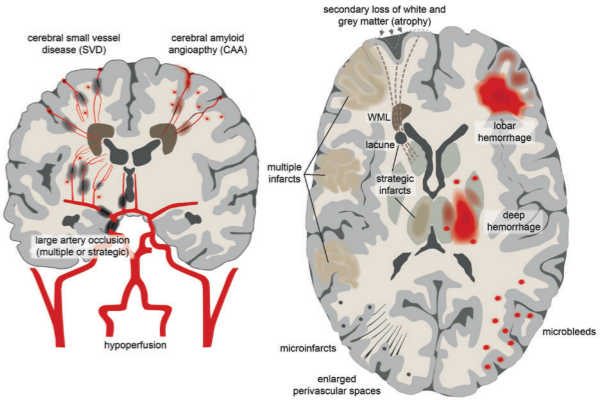 cerebral small vessel
disease (SVD)
cerebral amyloid
angioapthy (CAA)
large artery occlusion
(multiple or strategic)
hypoperfusion
secondary loss of white and
grey matter (atrophy)
WML
lacune
lobar
hemorrhage
multiple
infarcts
strategic
infarcts
deep
hemorrhage
microbleeds
microinfarcts
enlarged
perivascular spaces